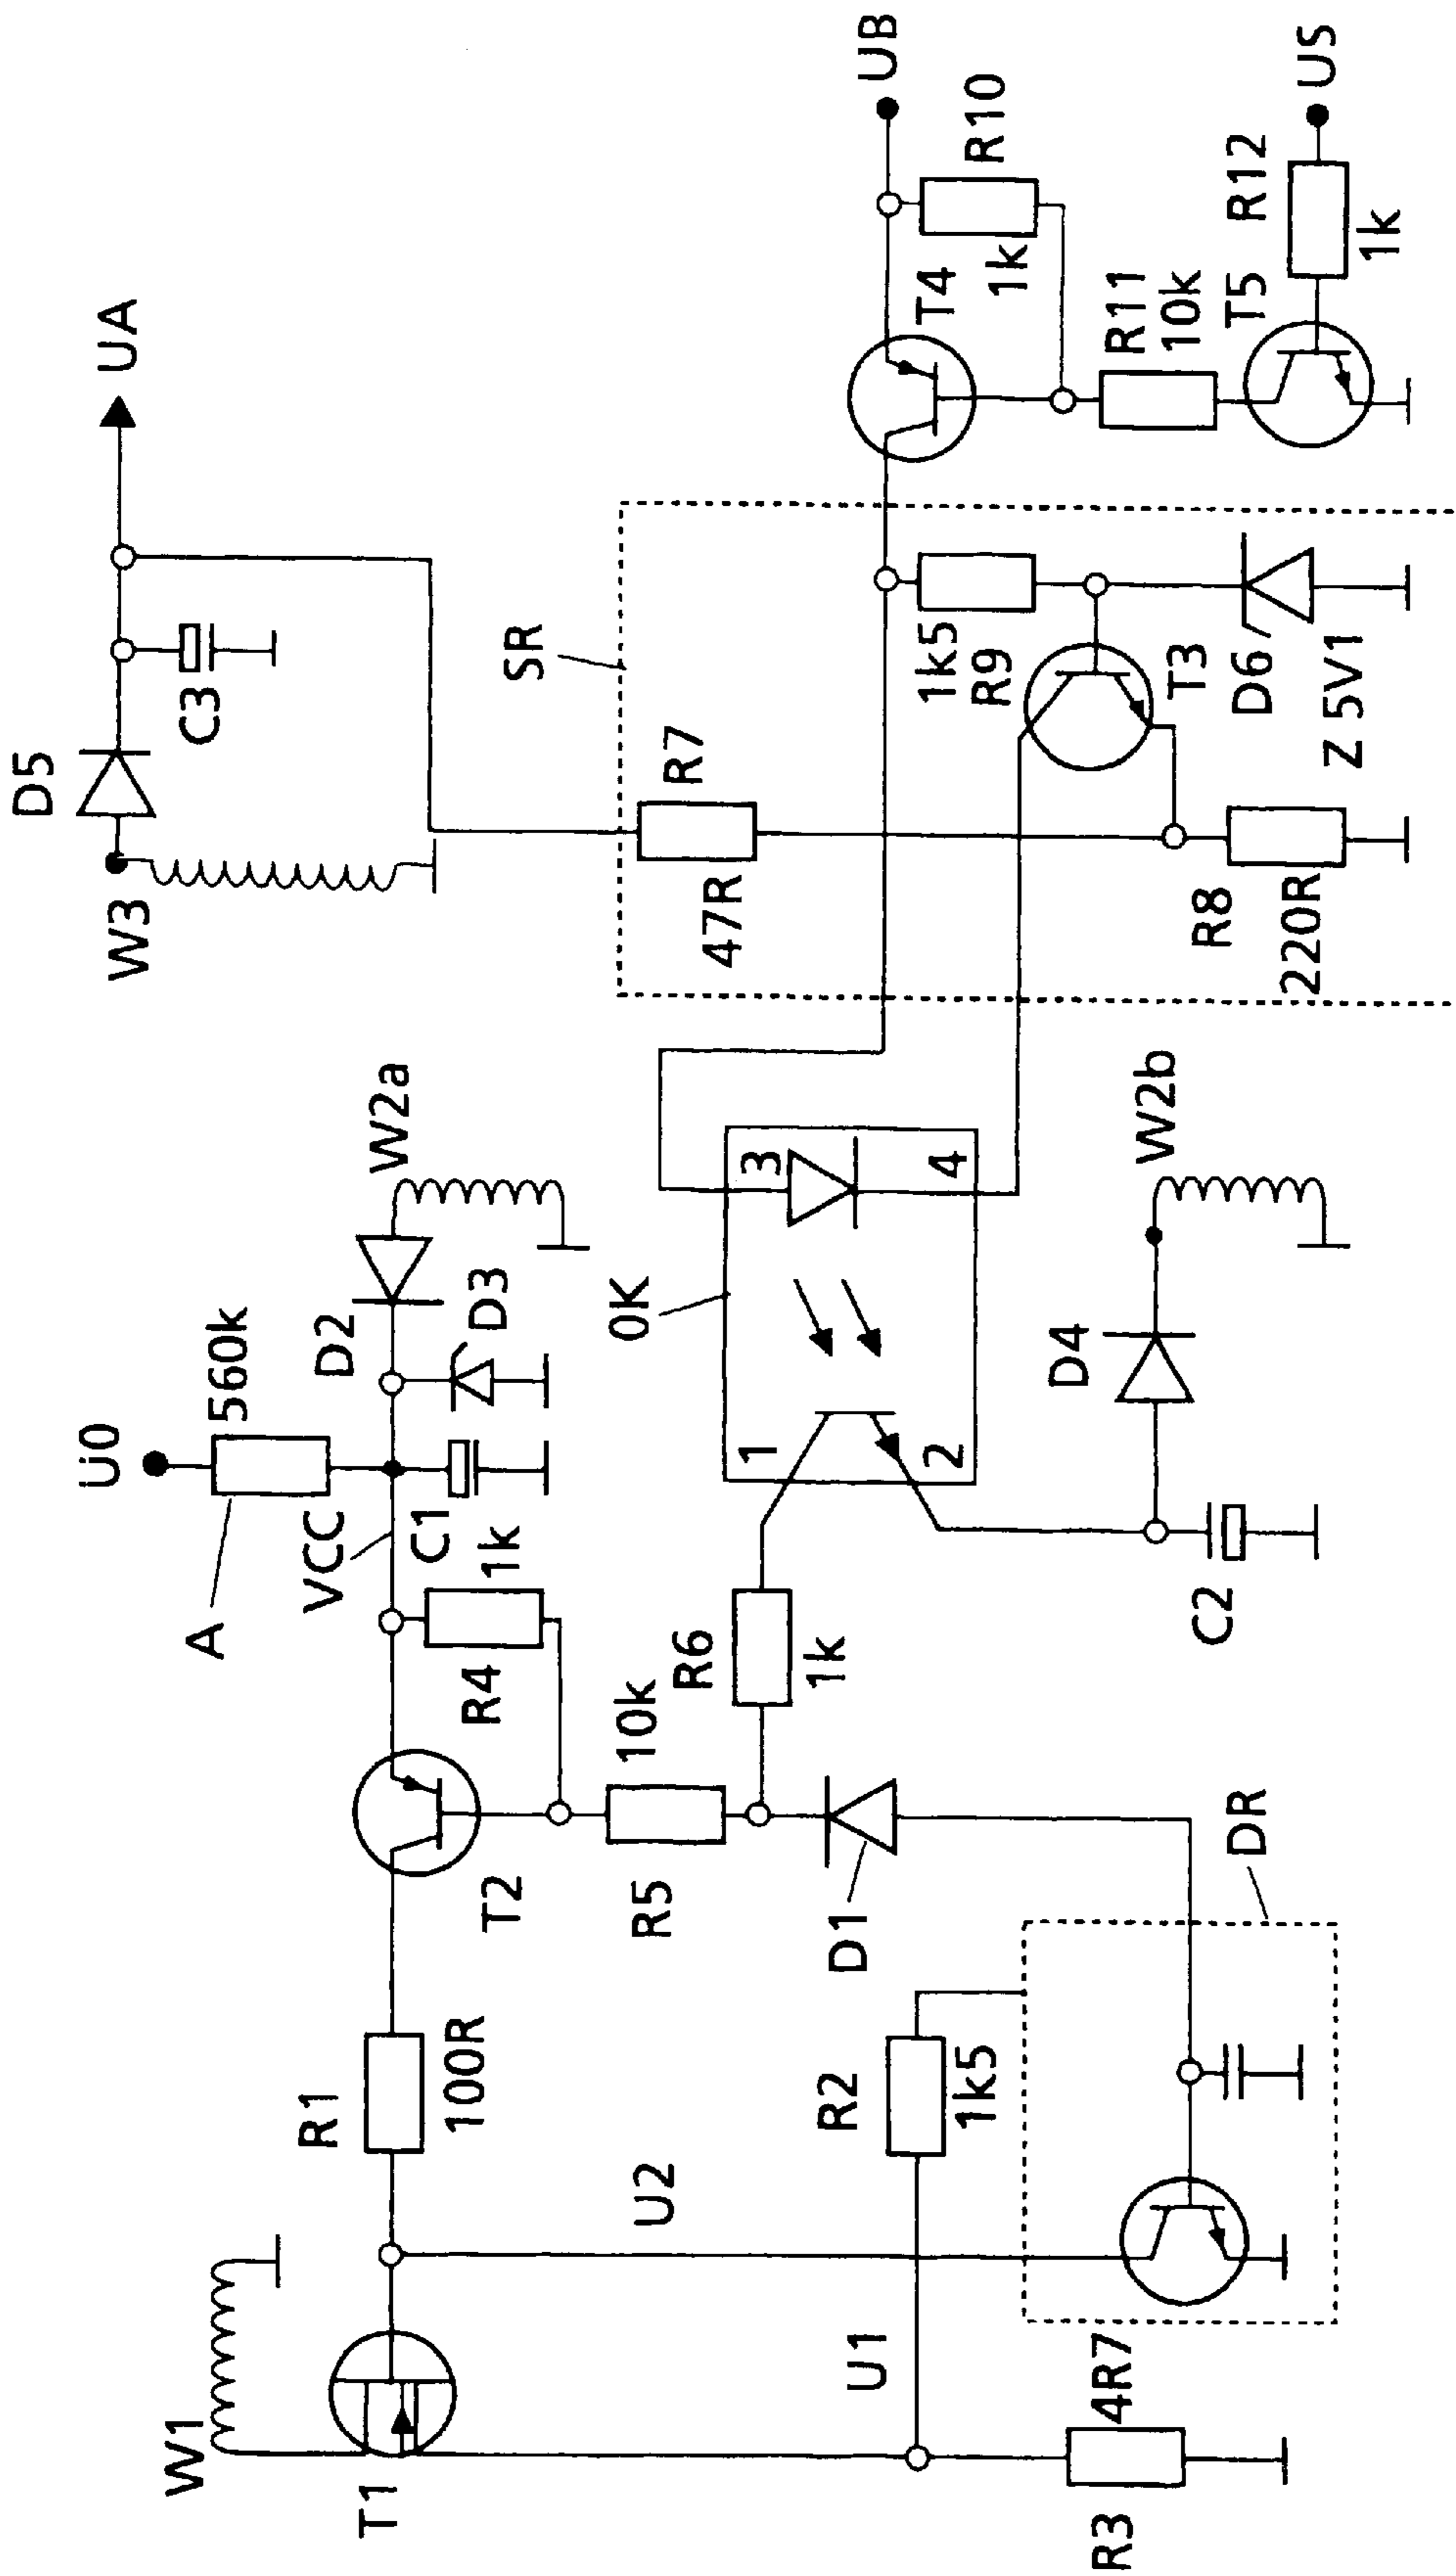 D5
U0
UA
W3
W1
C3
A
560k
R1
VCC
D2
T1
W2a
C1
100R
R4
1k
D3
T2
SR
0K
R5
10k
U2
R6
R7
47R
1
3
1k
R2
D1
U1
UB
T4
1k5
1k
R10
2
4
1k5
R9
D4
R3
4R7
R11
W2b
10k
T3
C2
R8
DR
D6
T5
R12
220R
US
Z 5V1
1k